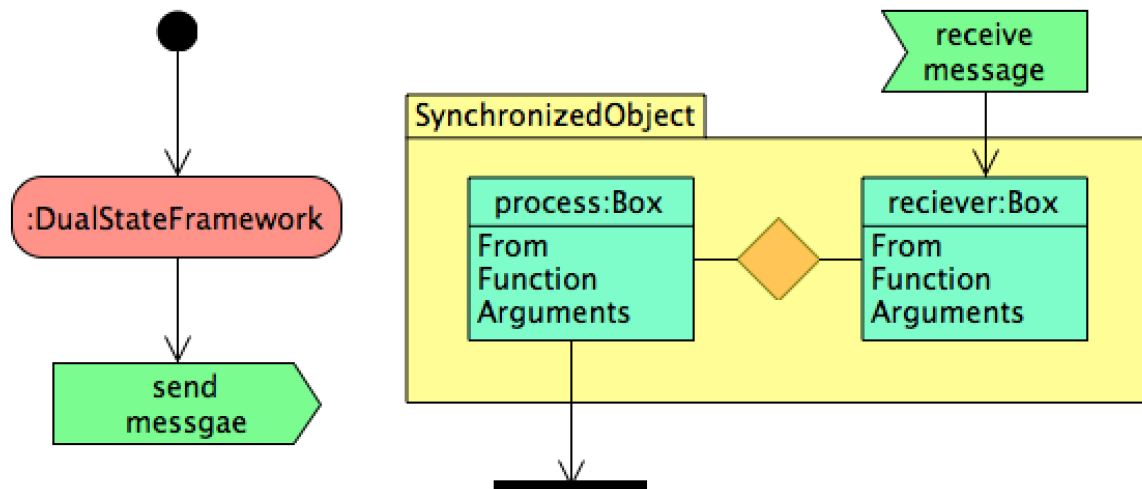 :DualStateFramework
send
messgae
receive
message
SynchronizedObject
process:Box
From
Function
Arguments
reciever:Box
From
Function
Arguments